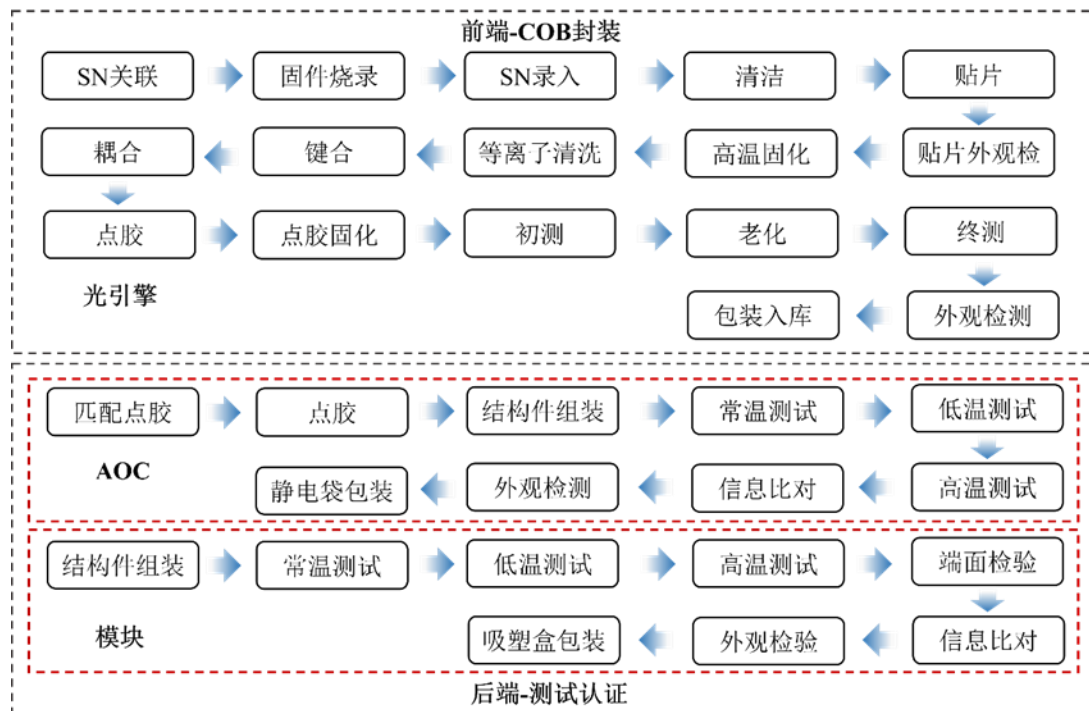 前端-COB封装
SN关联 固件烧录 SN录入 清洁 贴片
耦合 键合 等离子清洗 高温固化 贴片外观检
点胶 点胶固化 初测 老化 终测
光引擎 包装入库 外观检测
匹配点胶 点胶 结构件组装 常温测试 低温测试
AOC 静电袋包装 外观检测 信息比对 高温测试
结构件组装 常温测试 低温测试 高温测试 端面检验
模块 吸塑盒包装 外观检验 信息比对
后端-测试认证